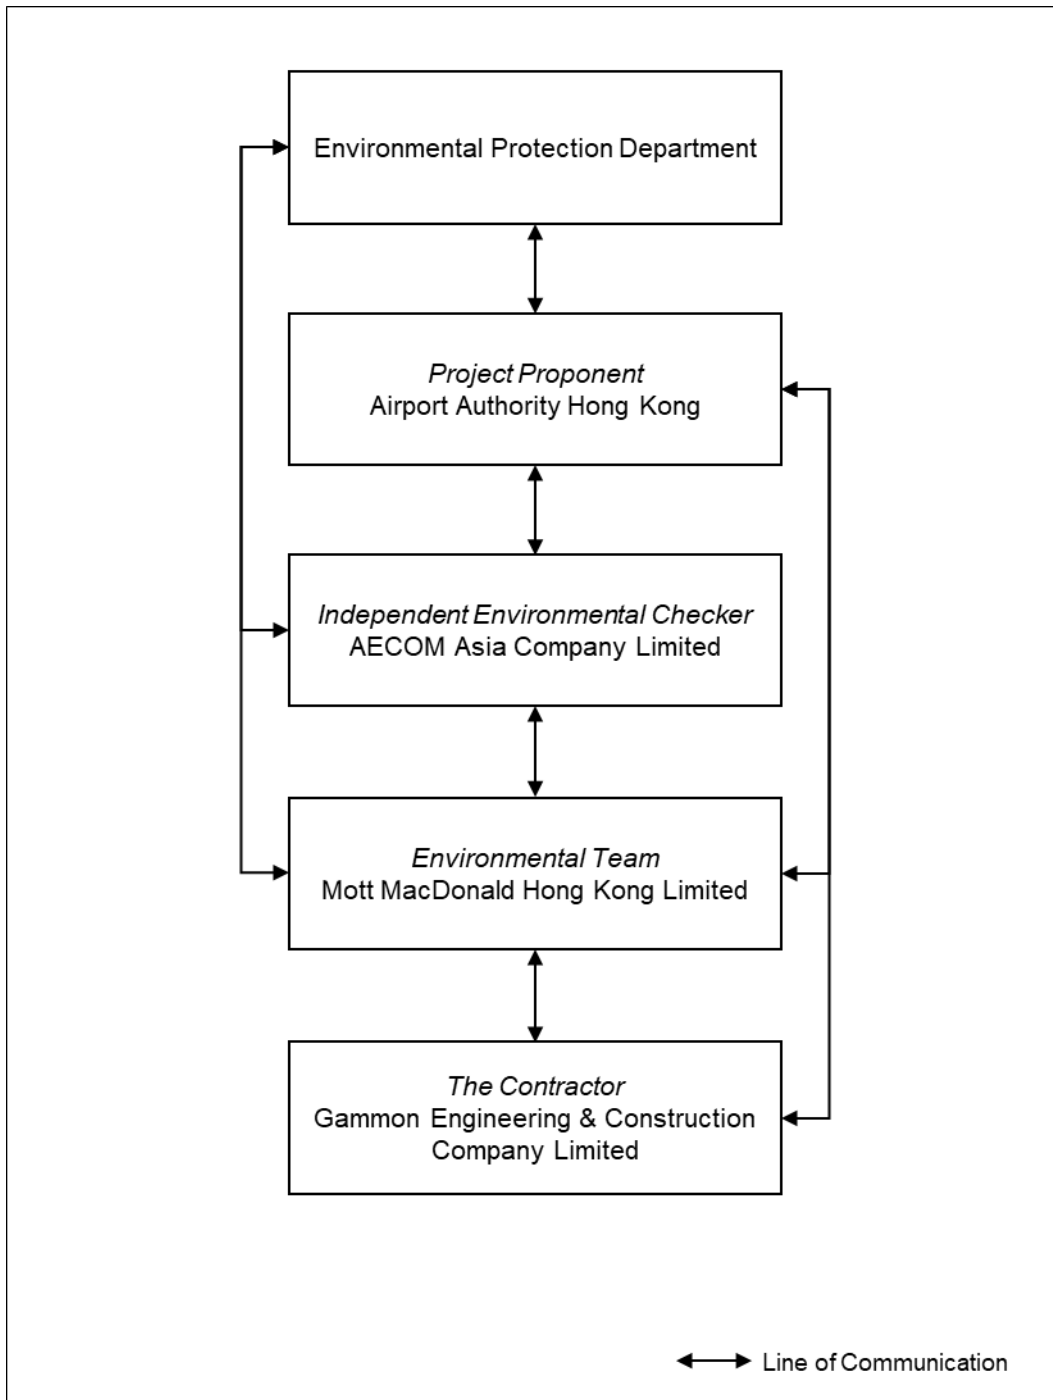 Environmental Protection Department
Project Proponent
Airport Authority Hong Kong
Independent Environmental Checker
AECOM Asia Company Limited
Environmental Team
Mott MacDonald Hong Kong Limited
The Contractor
Gammon Engineering & Construction
Company Limited
Line of Communication